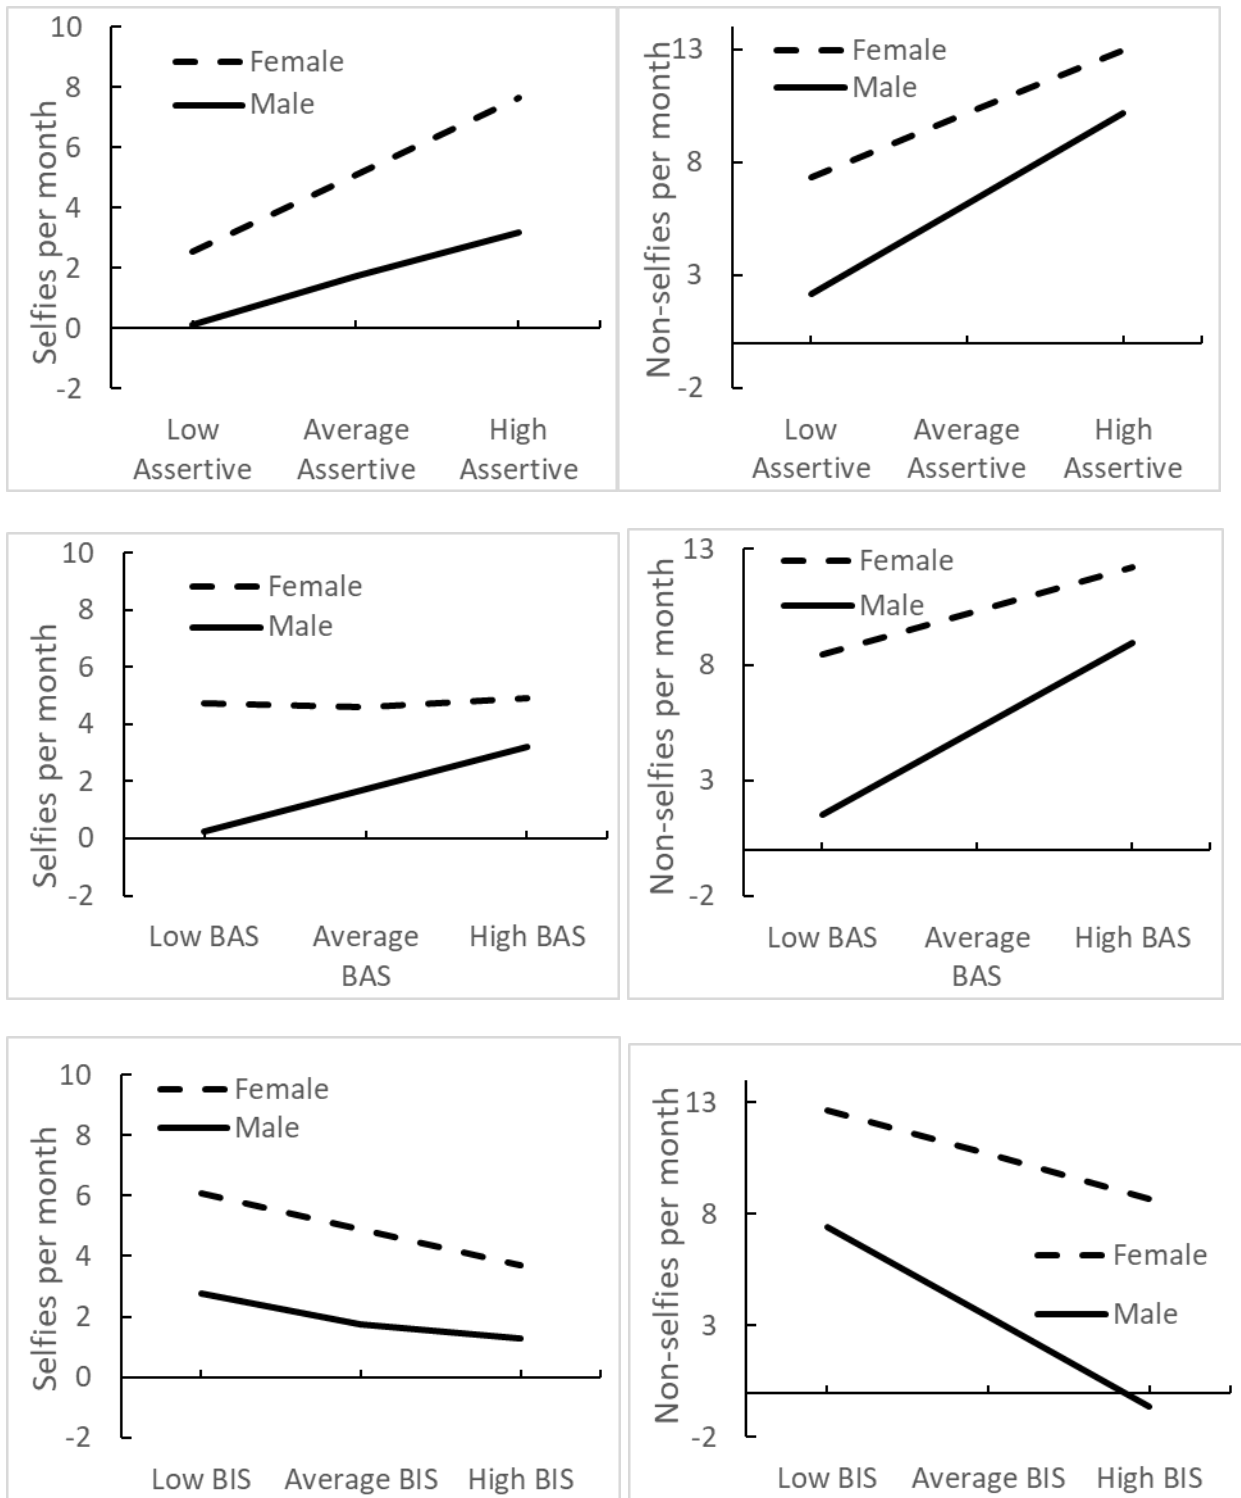 10
8
6
4
2
0
-2
Selfies per month
Female
Male
Low
Assertive
Average
Assertive
High
Assertive
13
8
3
-2
Non-selfies per month
Female
Male
Low
Assertive
Average
Assertive
High
Assertive
10
8
6
4
2
0
-2
Selfies per month
Female
Male
Low BAS
Average
BAS
High BAS
13
8
3
-2
Non-selfies per month
Female
Male
Low BAS
Average
BAS
High BAS
10
8
6
4
2
0
-2
Selfies per month
Female
Male
Low BIS
Average BIS
High BIS
13
8
3
-2
Non-selfies per month
Female
Male
Low BIS
Average BIS
High BIS